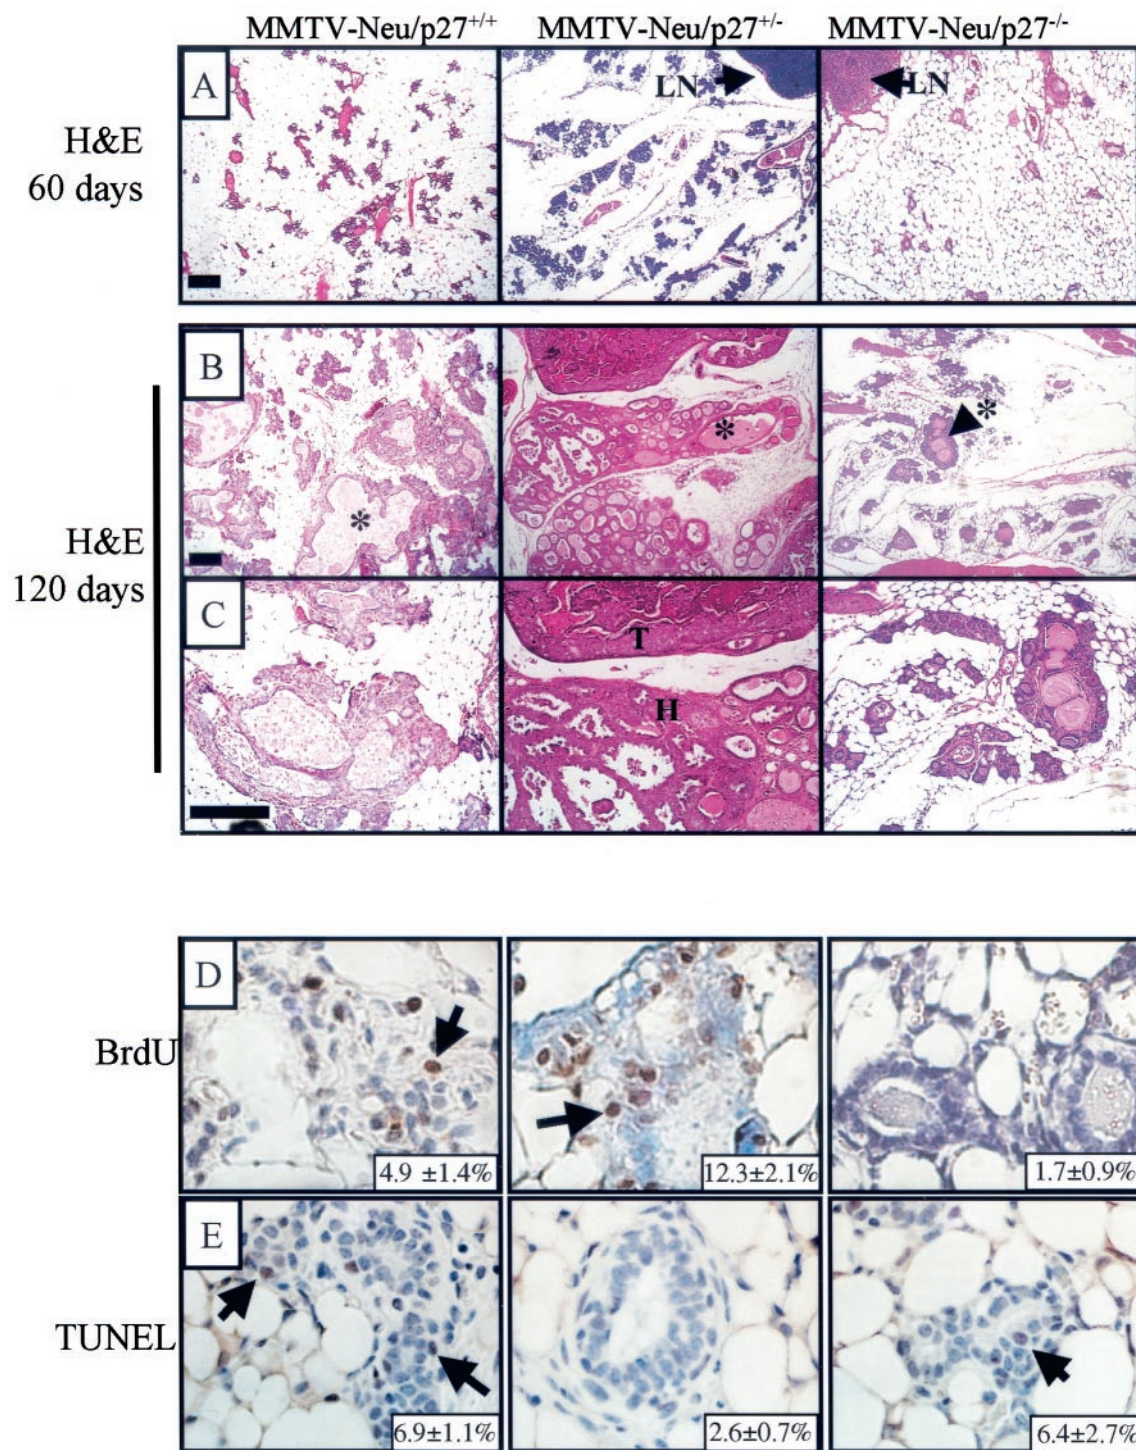 MMTV-Neu/p27+/+ MMTV-Neu/p27+/- MMTV-Neu/p27-/-
A
LN
LN
H&E
60 days
B
*
*
*
H&E
120 days
C
T
H
D
BrdU
4.9 ±1.4%
12.3±2.1%
1.7±0.9%
E
TUNEL
6.9±1.1%
2.6±0.7%
6.4±2.7%